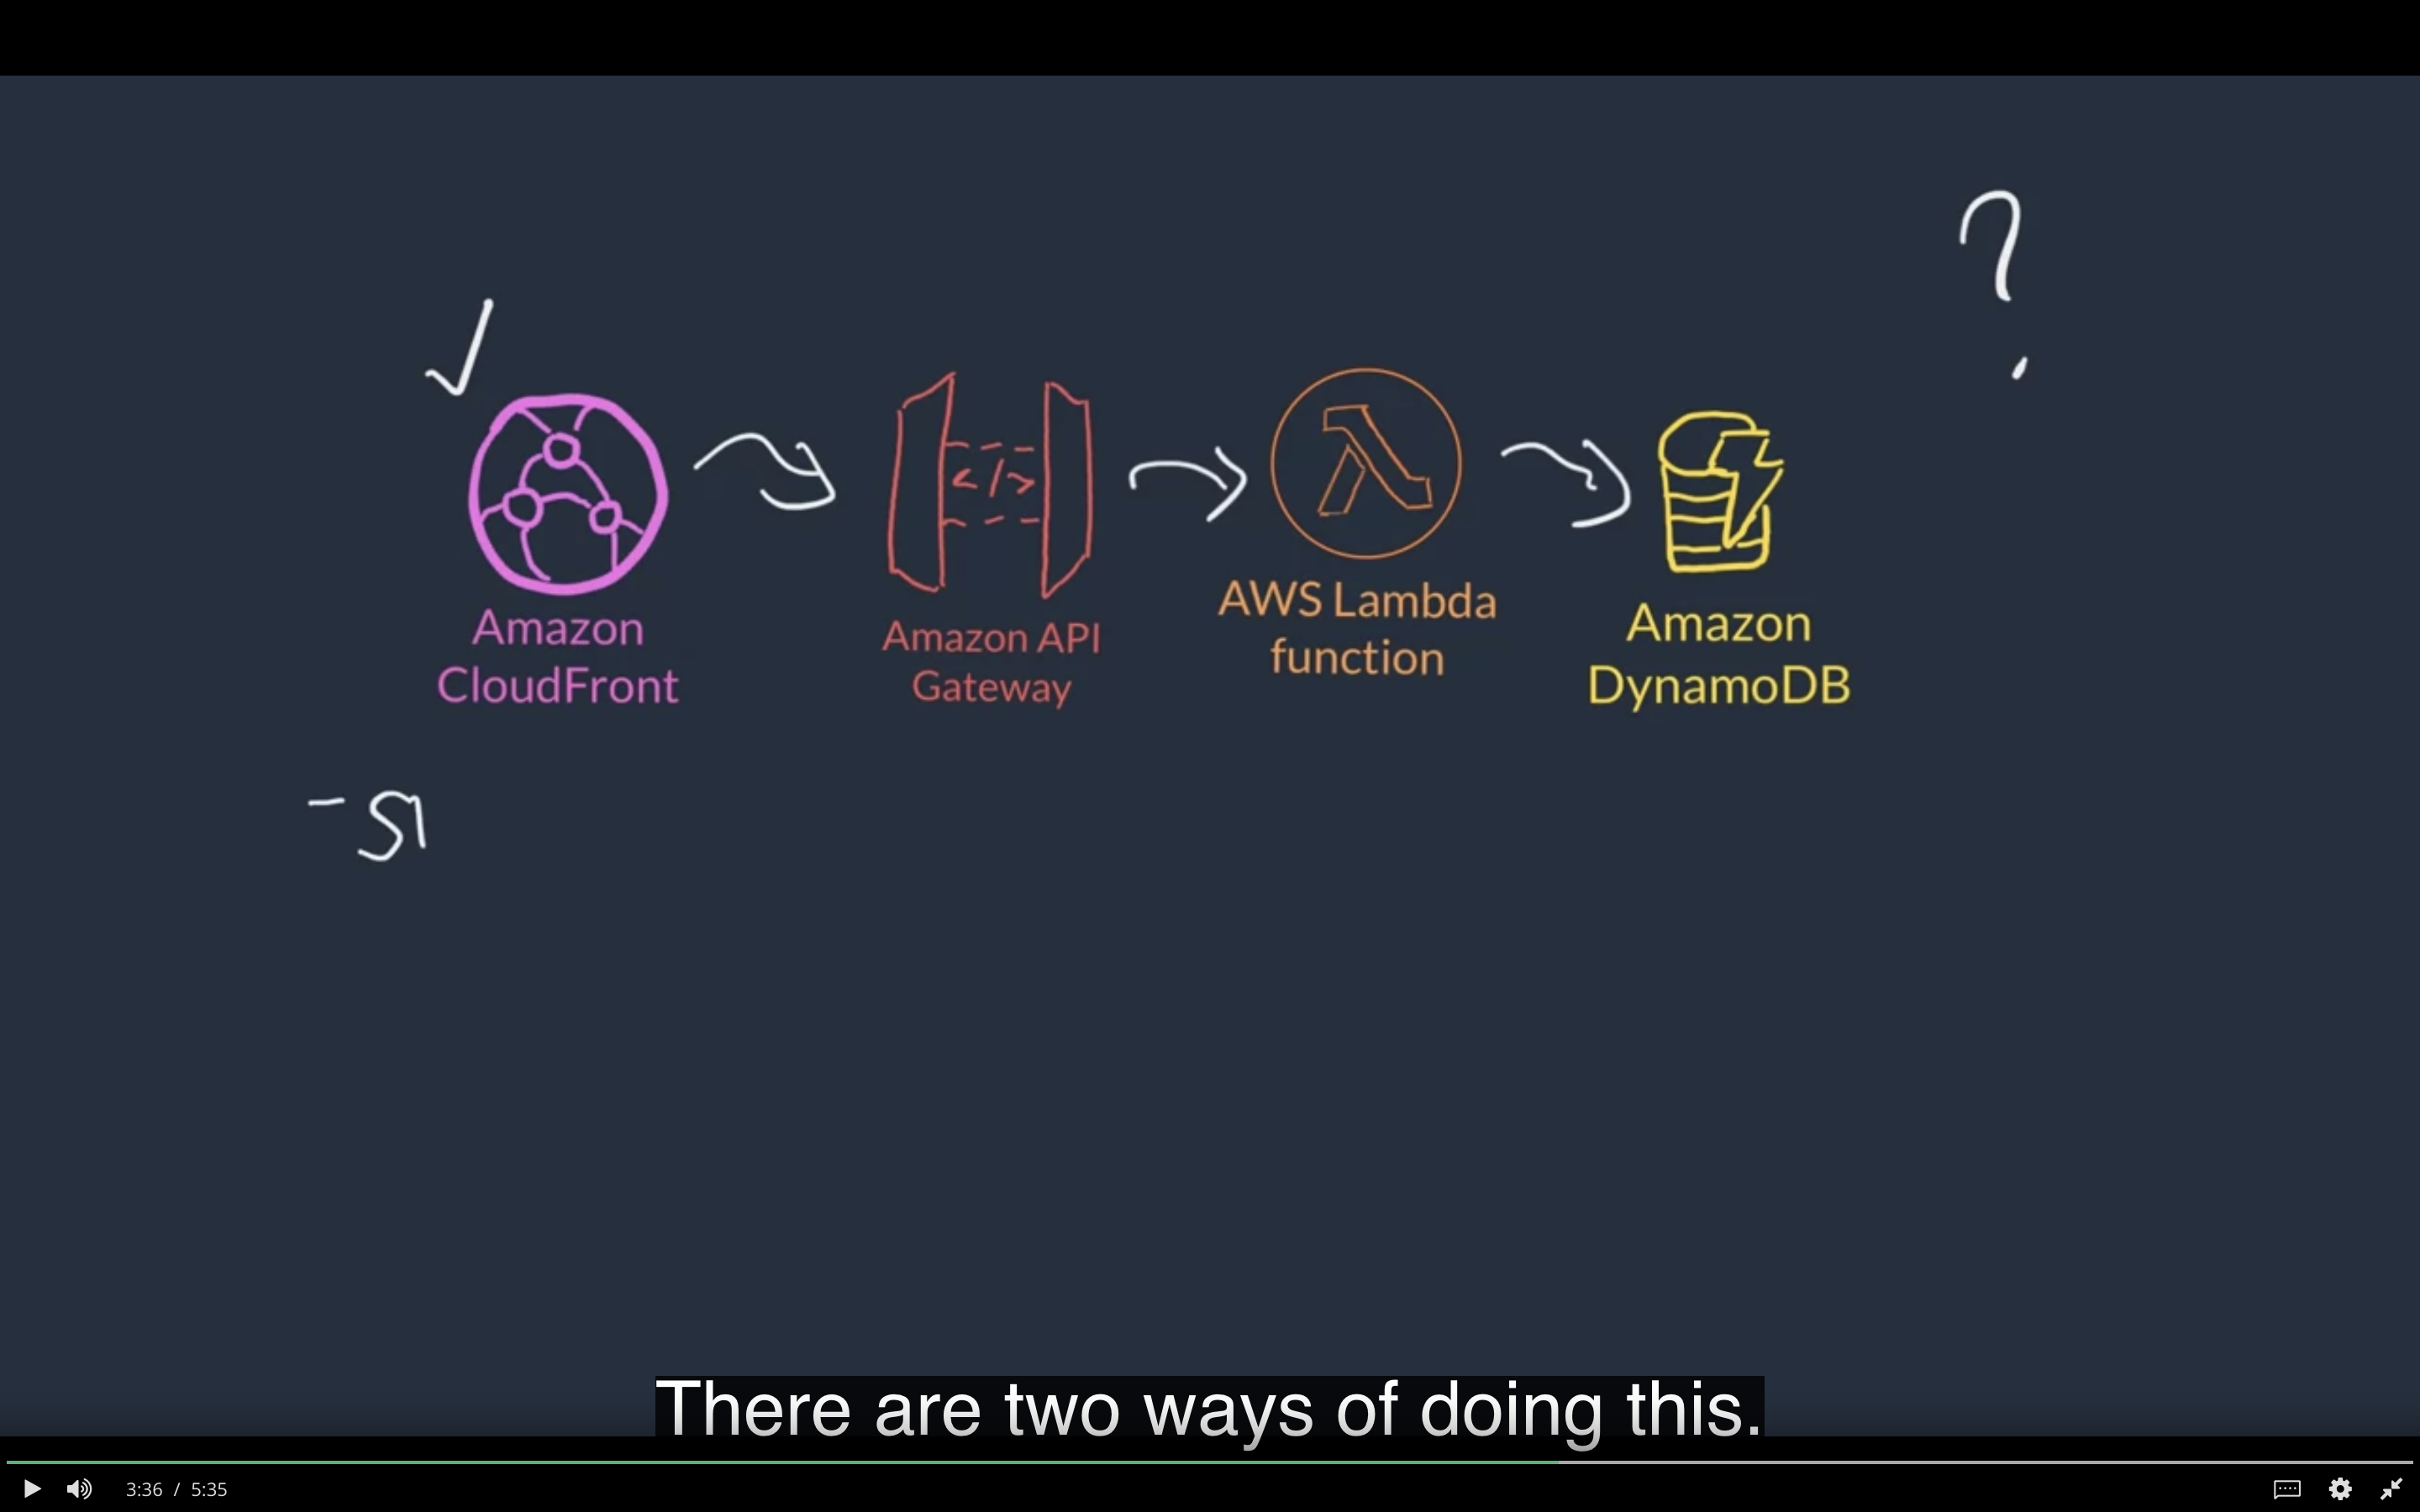 ?
</>
Amazon
CloudFront
Amazon API
Gateway
AWS Lambda
function
Amazon
DynamoDB
There are two ways of doing this.
3:36 / 5:35